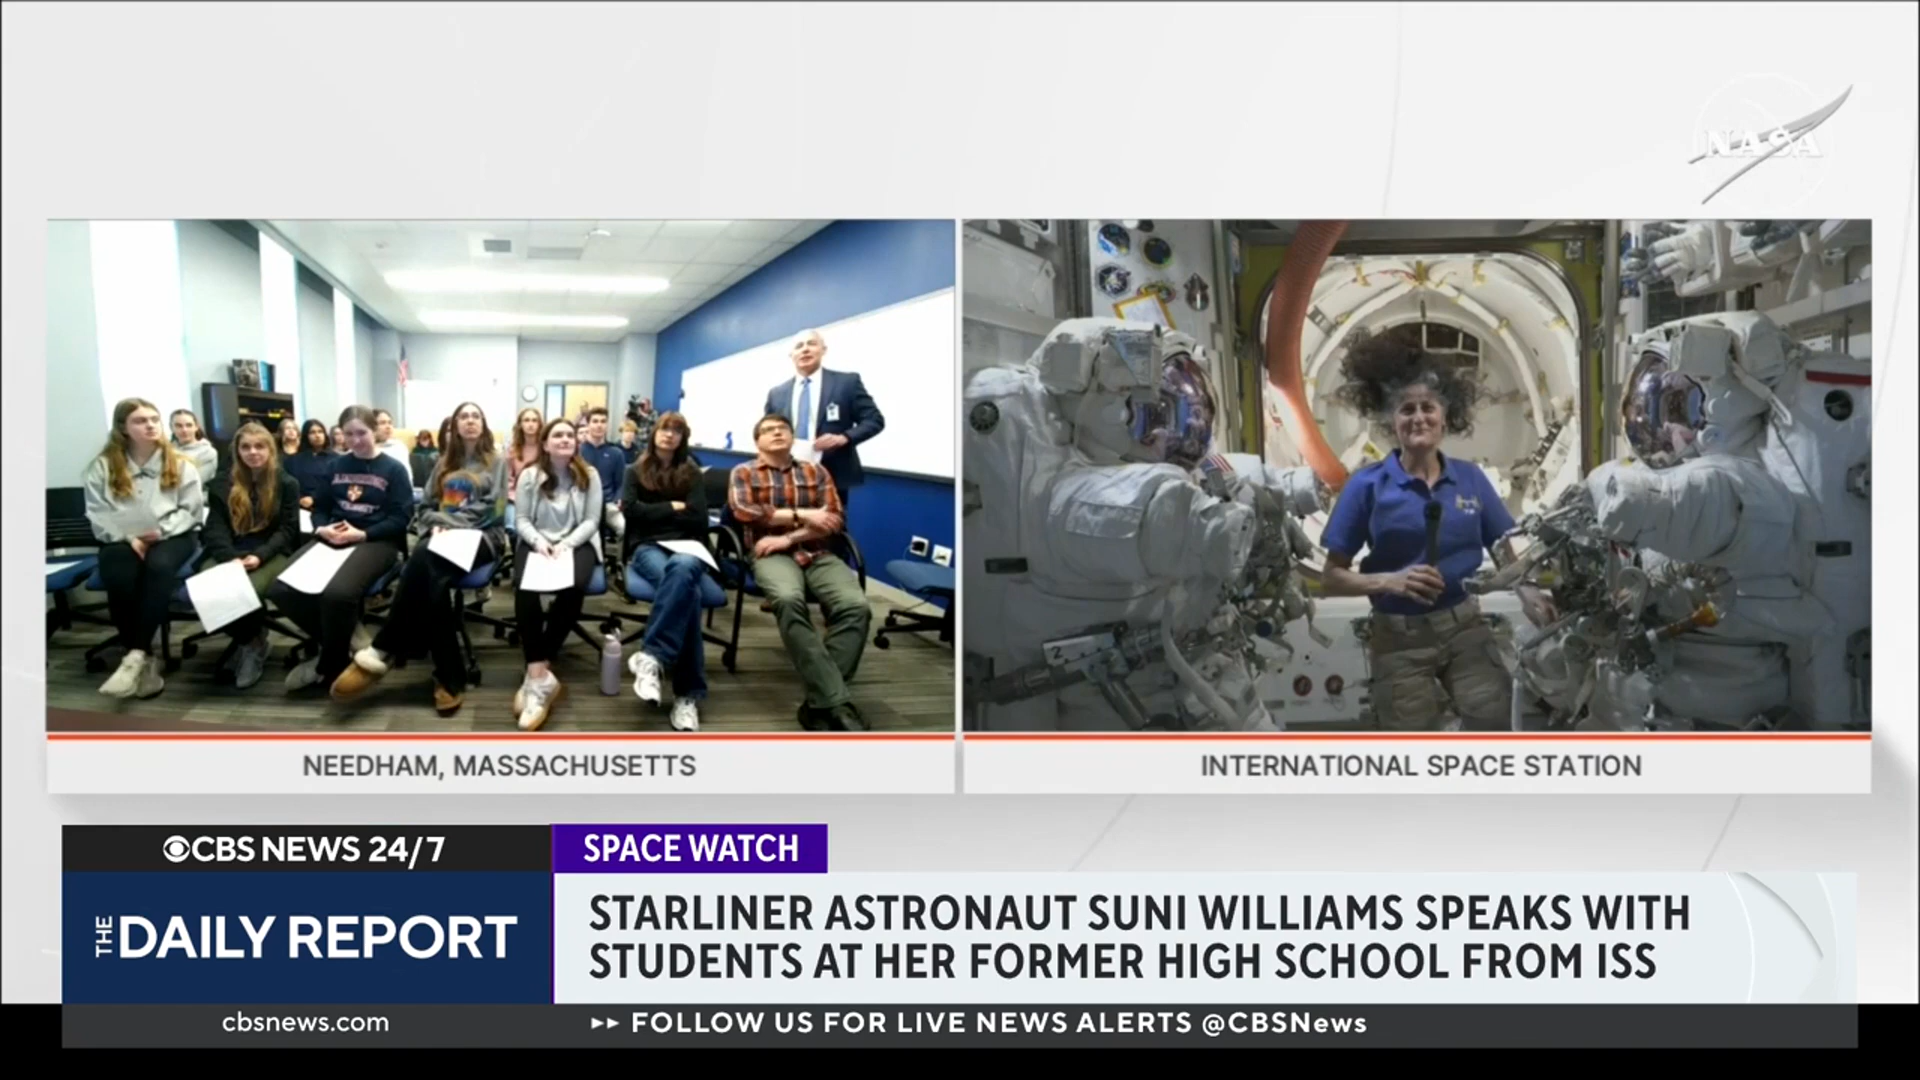 NASA
NEEDHAM, MASSACHUSETTS
INTERNATIONAL SPACE STATION
CBS NEWS 24/7
SPACE WATCH
THE DAILY REPORT
STARLINER ASTRONAUT SUNI WILLIAMS SPEAKS WITH
STUDENTS AT HER FORMER HIGH SCHOOL FROM ISS
cbsnews.com
FOLLOW US FOR LIVE NEWS ALERTS @CBSNews